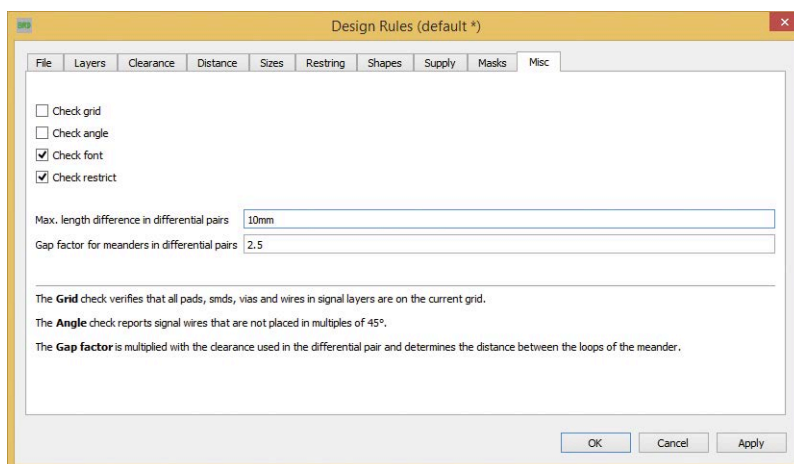 Design Rules (default *)
File Layers Clearance Distance Sizes Restring Shapes Supply Masks Misc
Check grid
Check angle
Check font
Check restrict
Max. length difference in differential pairs 10mm
Gap factor for meanders in differential pairs 2.5
The Grid check verifies that all pads, smds, vias and wires in signal layers are on the current grid.
The Angle check reports signal wires that are not placed in multiples of 45°.
The Gap factor is multiplied with the clearance used in the differential pair and determines the distance between the loops of the meander.
OK Cancel Apply